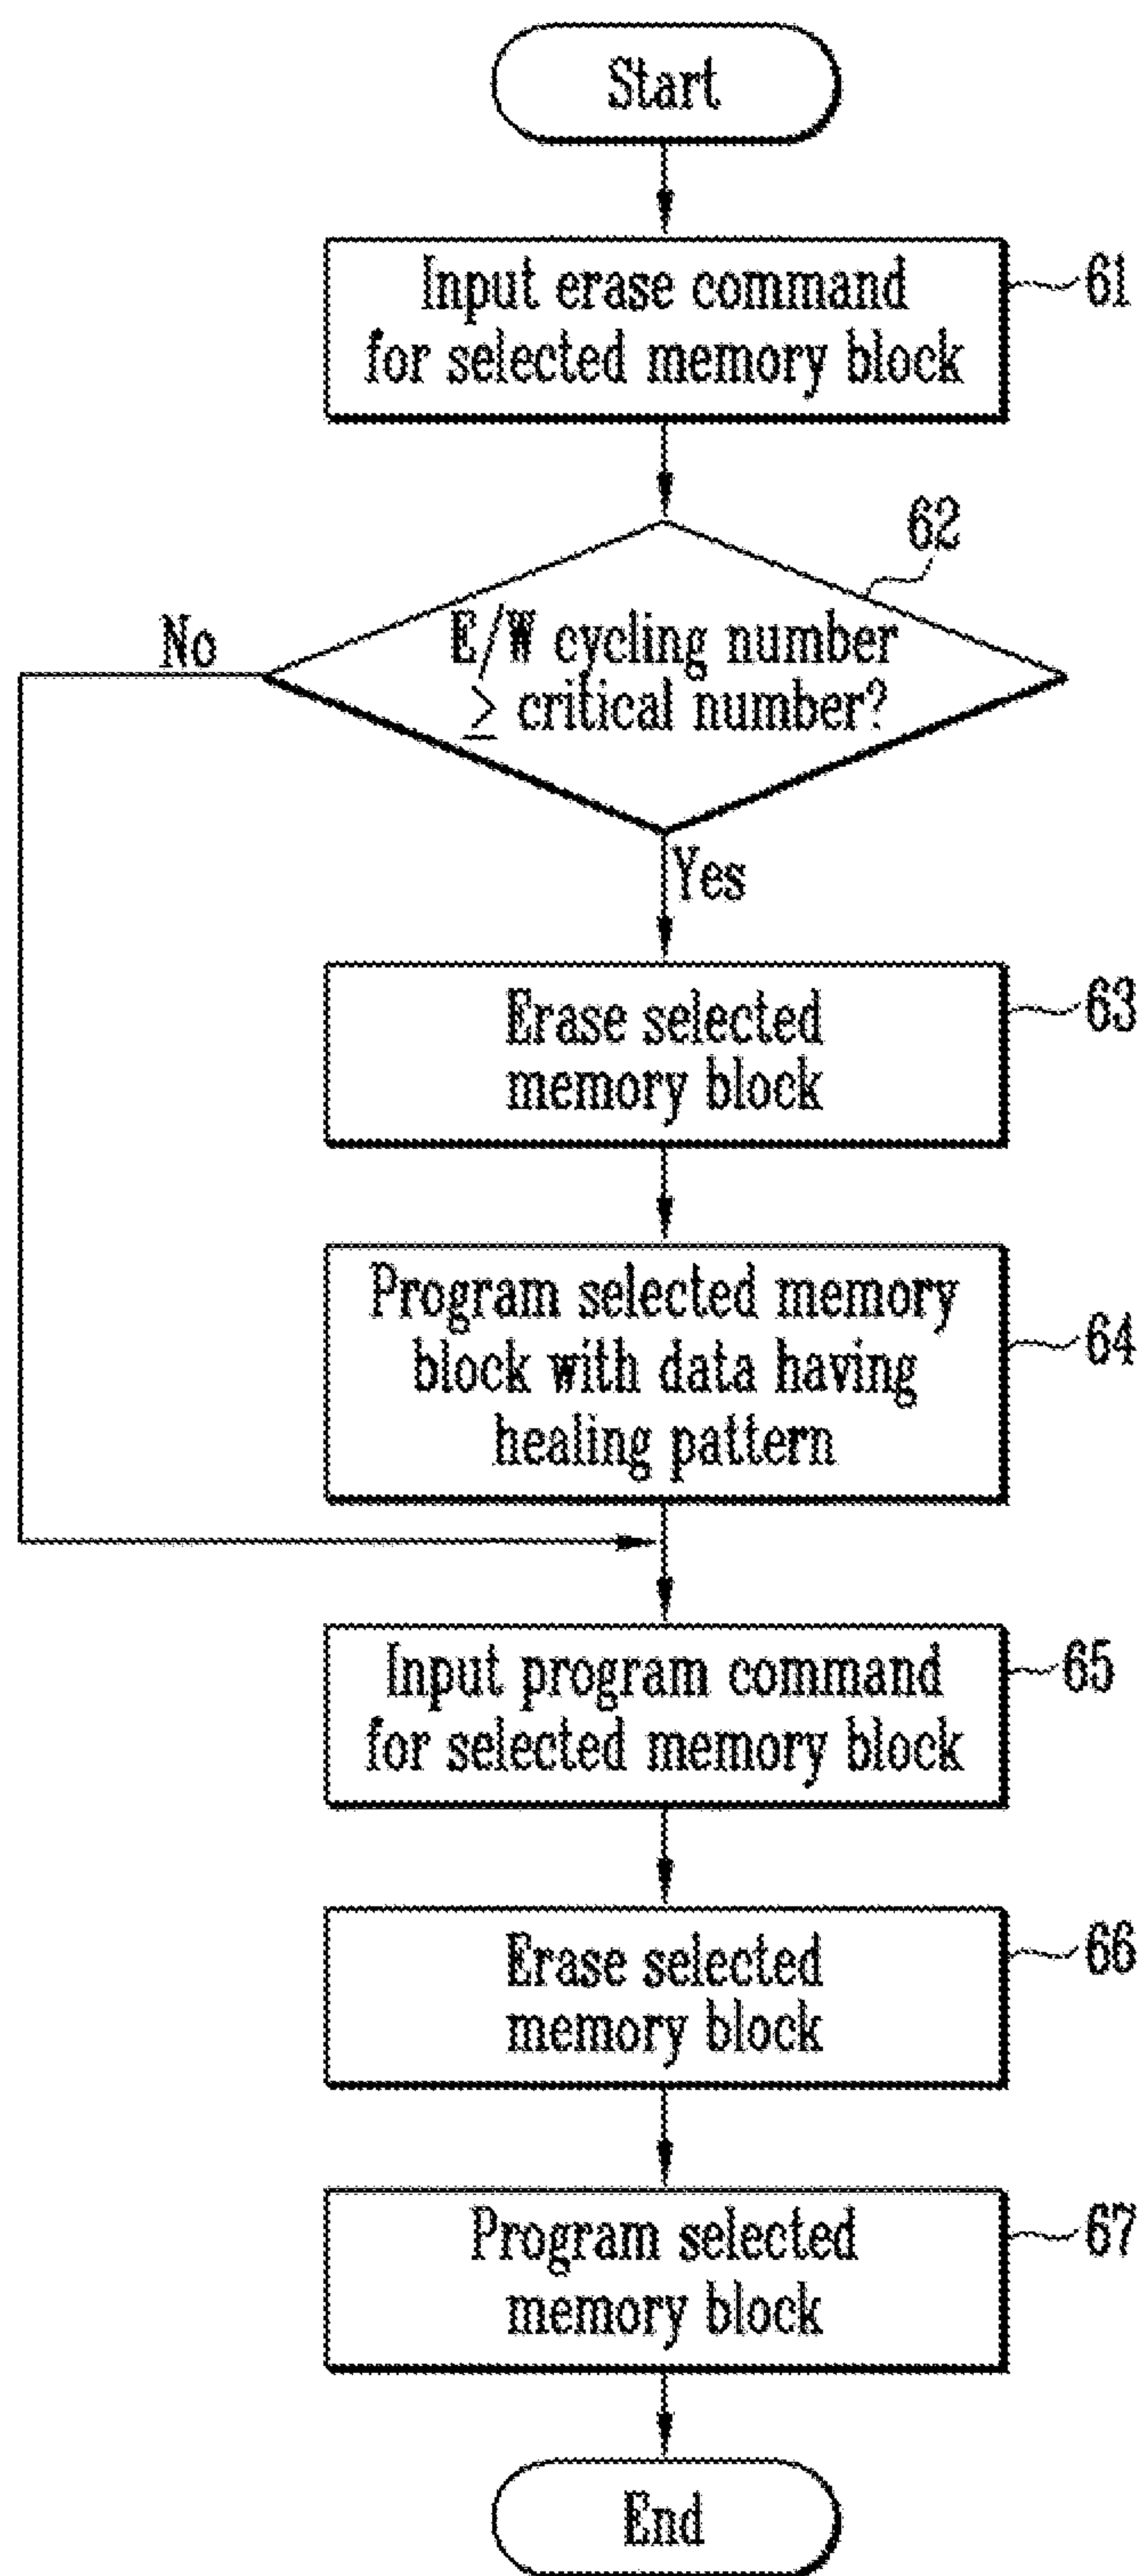 Start
Input erase command
for selected memory block
61
62
E/W cycling number
≥ critical number?
No
Yes
Erase selected
memory block
63
Program selected memory
block with data having
healing pattern
64
Input program command
for selected memory block
65
Erase selected
memory block
66
Program selected
memory block
67
End